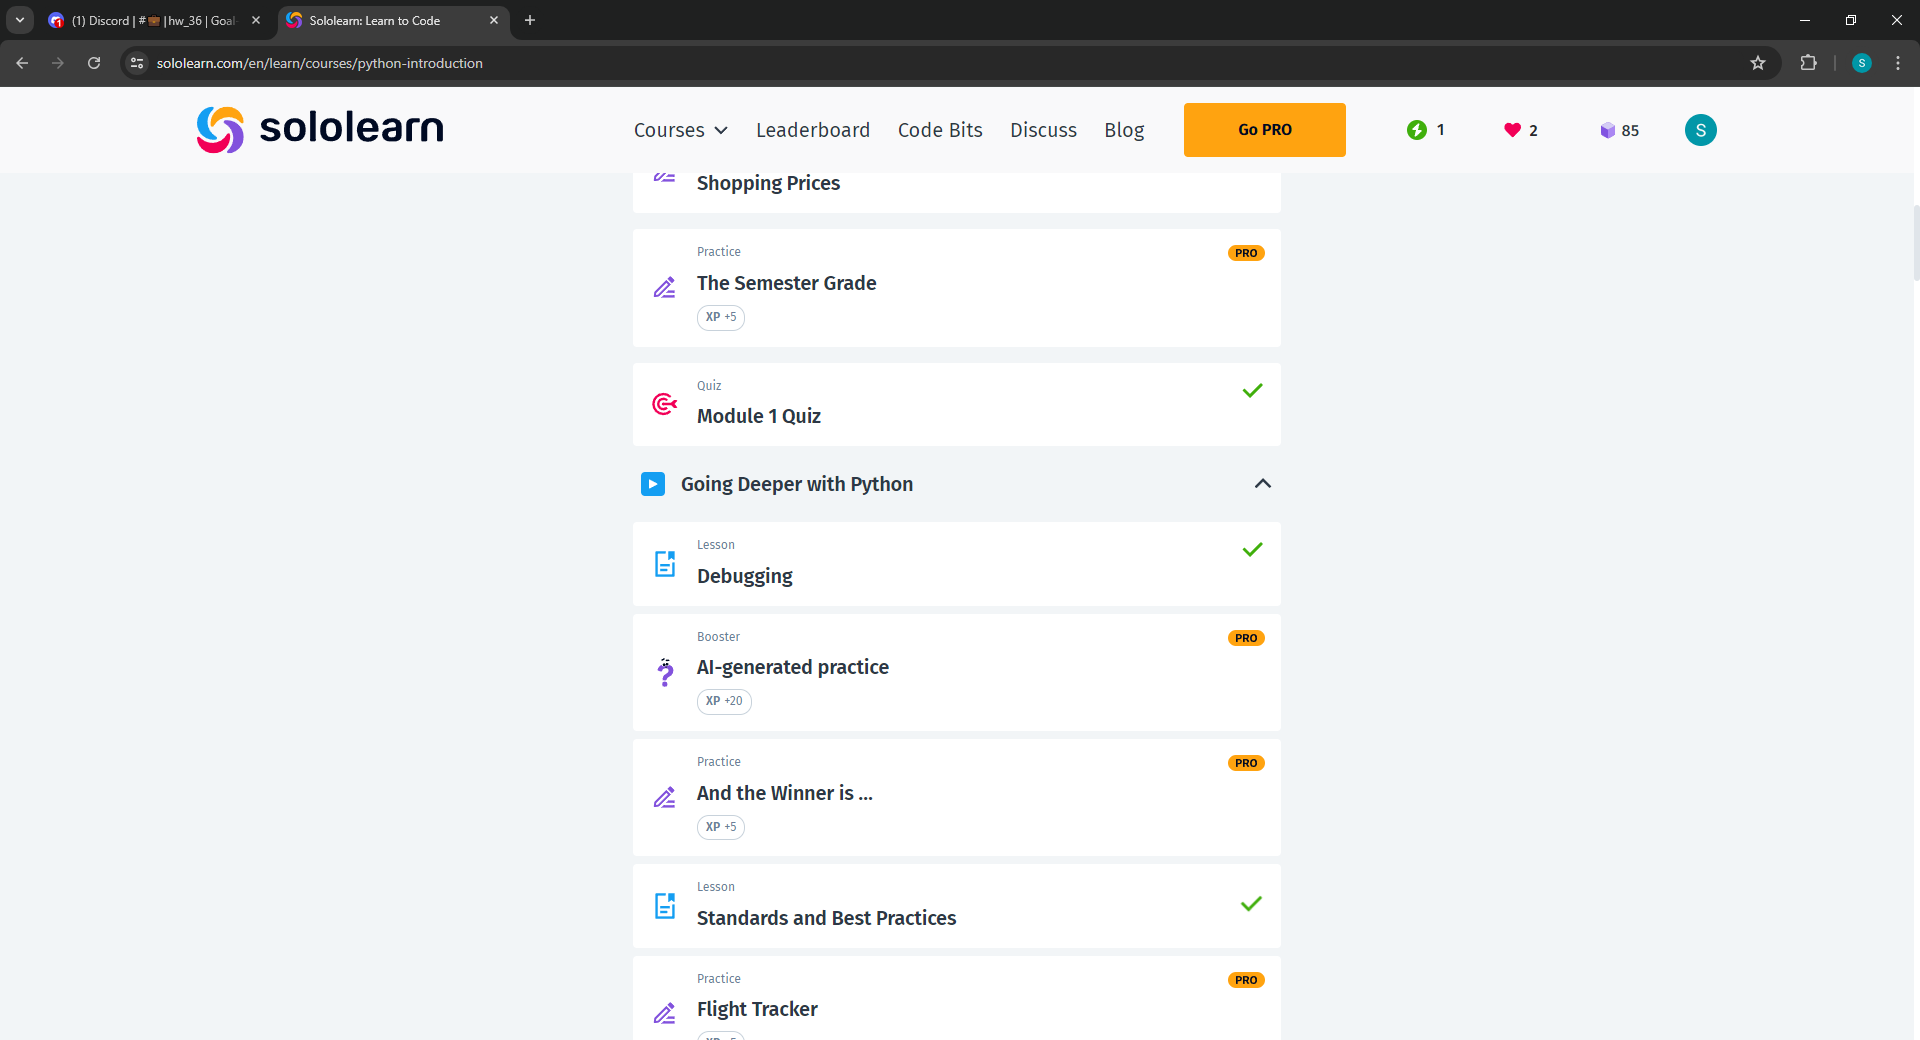 (1) Discord | #💼|hw_36 | Goal
Sololearn: Learn to Code
sololearn.com/en/learn/courses/python-introduction
S
sololearn
Courses
Leaderboard
Code Bits
Discuss
Blog
Go PRO
1
2
85
S
Shopping Prices
Practice
PRO
The Semester Grade
XP +5
Quiz
Module 1 Quiz
Going Deeper with Python
Lesson
Debugging
Booster
PRO
AI-generated practice
XP +20
Practice
PRO
And the Winner is ...
XP +5
Lesson
Standards and Best Practices
Practice
PRO
Flight Tracker
XP +5